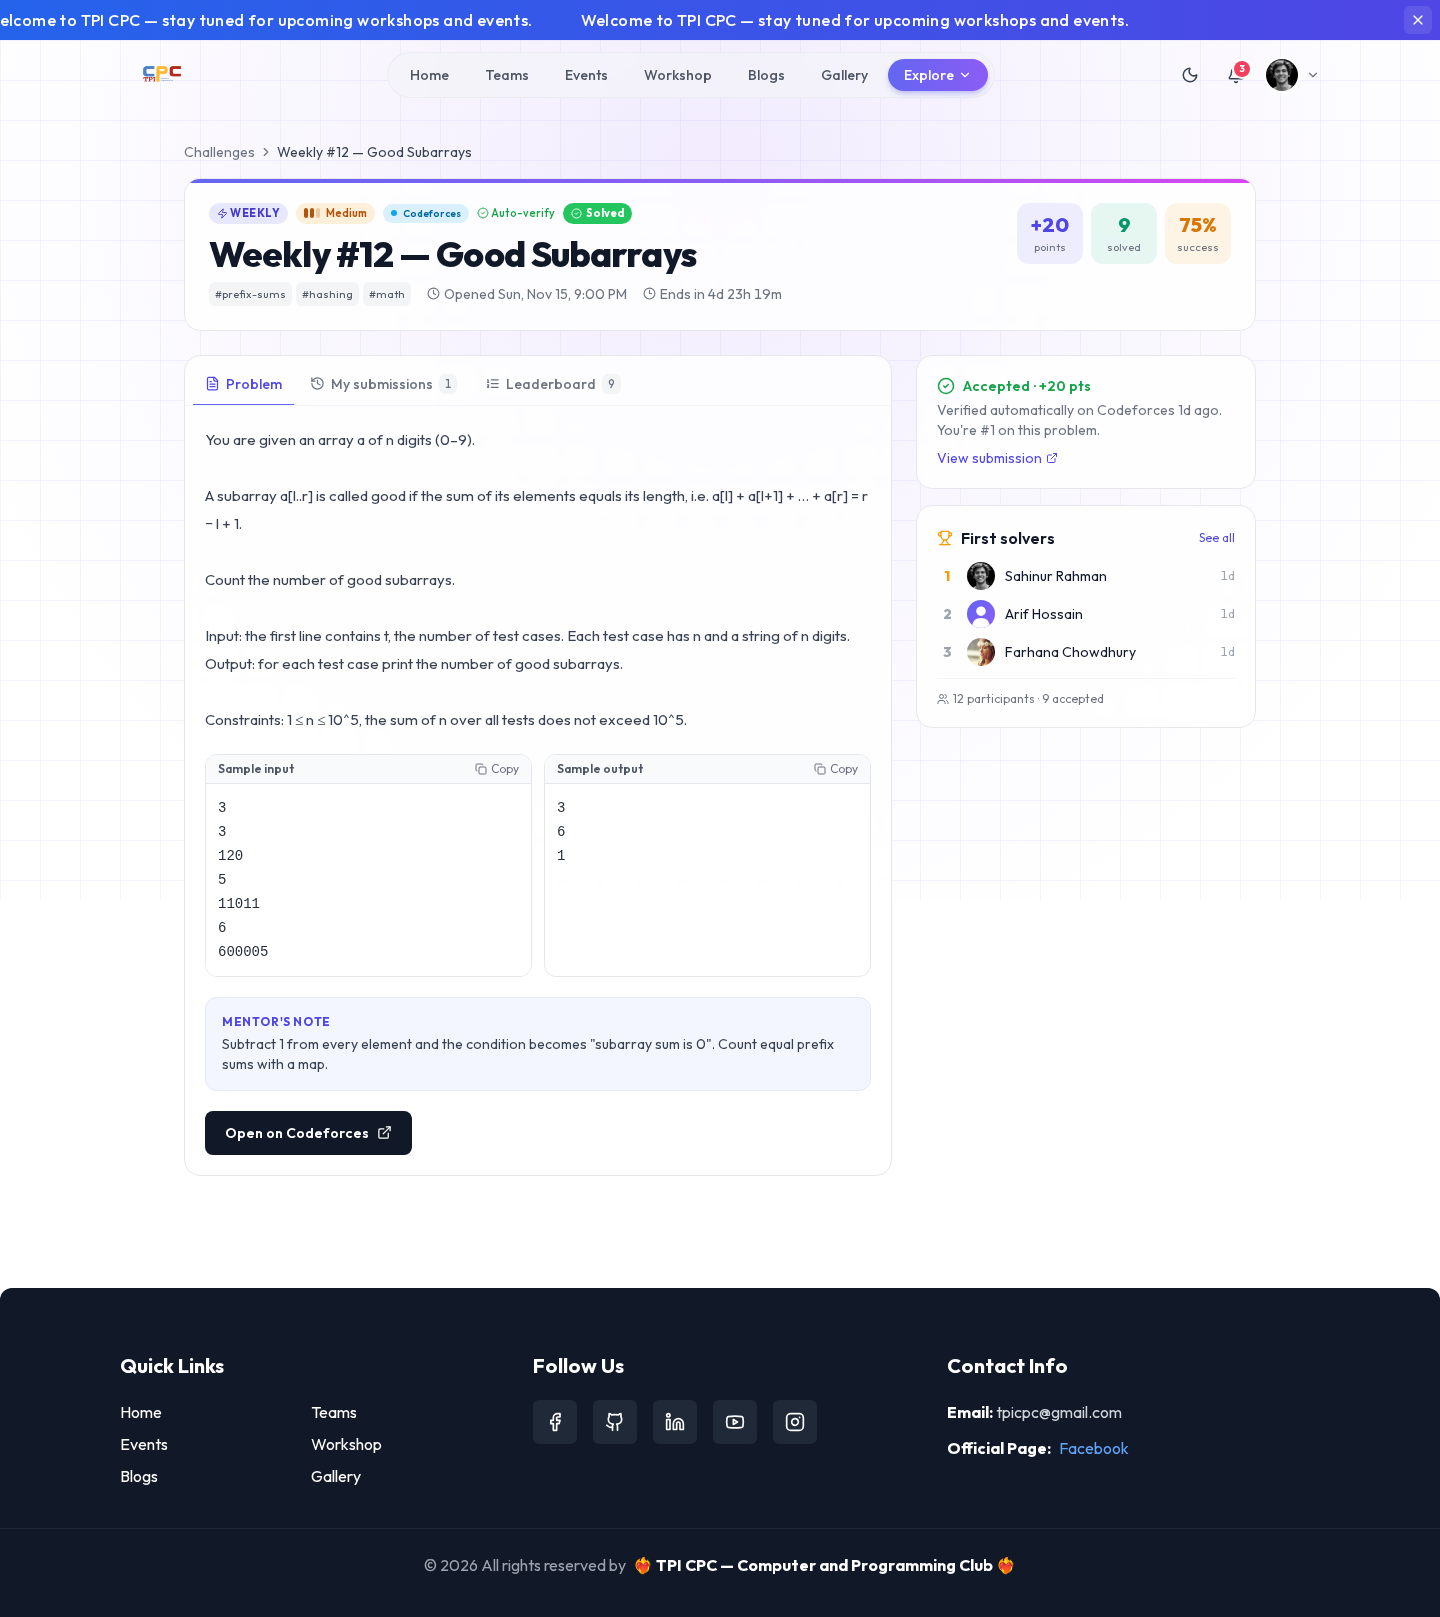 elcome to TPI CPC — stay tuned for upcoming workshops and events. Welcome to TPI CPC — stay tuned for upcoming workshops and events.
CPC
TPI
Home Teams Events Workshop Blogs Gallery Explore
3
Challenges > Weekly #12 — Good Subarrays
WEEKLY Medium Codeforces Auto-verify Solved
+20 points
9 solved
75% success
Weekly #12 — Good Subarrays
#prefix-sums #hashing #math Opened Sun, Nov 15, 9:00 PM Ends in 4d 23h 19m
Problem My submissions 1 Leaderboard 9
You are given an array a of n digits (0–9).
A subarray a[l..r] is called good if the sum of its elements equals its length, i.e. a[l] + a[l+1] + … + a[r] = r
− l + 1.
Count the number of good subarrays.
Input: the first line contains t, the number of test cases. Each test case has n and a string of n digits.
Output: for each test case print the number of good subarrays.
Constraints: 1 ≤ n ≤ 10^5, the sum of n over all tests does not exceed 10^5.
Sample input Copy
3
3
120
5
11011
6
600005
Sample output Copy
3
6
1
MENTOR'S NOTE
Subtract 1 from every element and the condition becomes "subarray sum is 0". Count equal prefix
sums with a map.
Open on Codeforces
Accepted · +20 pts
Verified automatically on Codeforces 1d ago.
You're #1 on this problem.
View submission
First solvers See all
1 Sahinur Rahman 1d
2 Arif Hossain 1d
3 Farhana Chowdhury 1d
12 participants · 9 accepted
Quick Links
Home Teams
Events Workshop
Blogs Gallery
Follow Us
Contact Info
Email: tpicpc@gmail.com
Official Page: Facebook
© 2026 All rights reserved by ❤️‍🔥 TPI CPC — Computer and Programming Club ❤️‍🔥